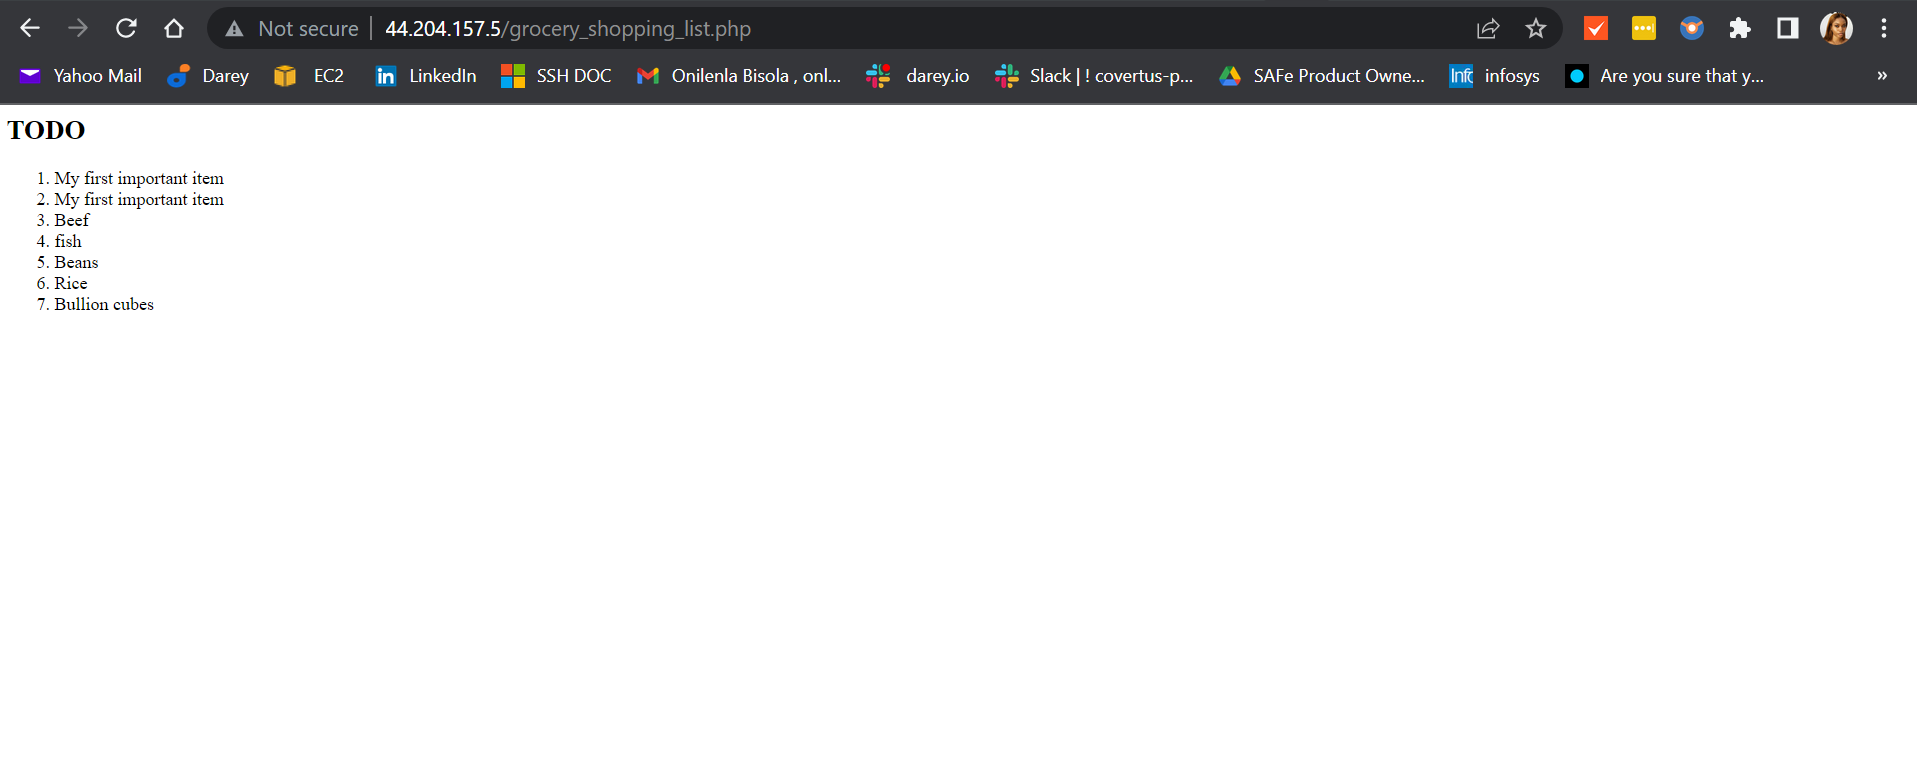 Not secure 44.204.157.5/grocery_shopping_list.php
Yahoo Mail Darey EC2 LinkedIn SSH DOC Onilenla Bisola , onl... darey.io Slack | ! covertus-p... SAFe Product Owne... Info infosys Are you sure that y... »
TODO
1. My first important item
2. My first important item
3. Beef
4. fish
5. Beans
6. Rice
7. Bullion cubes